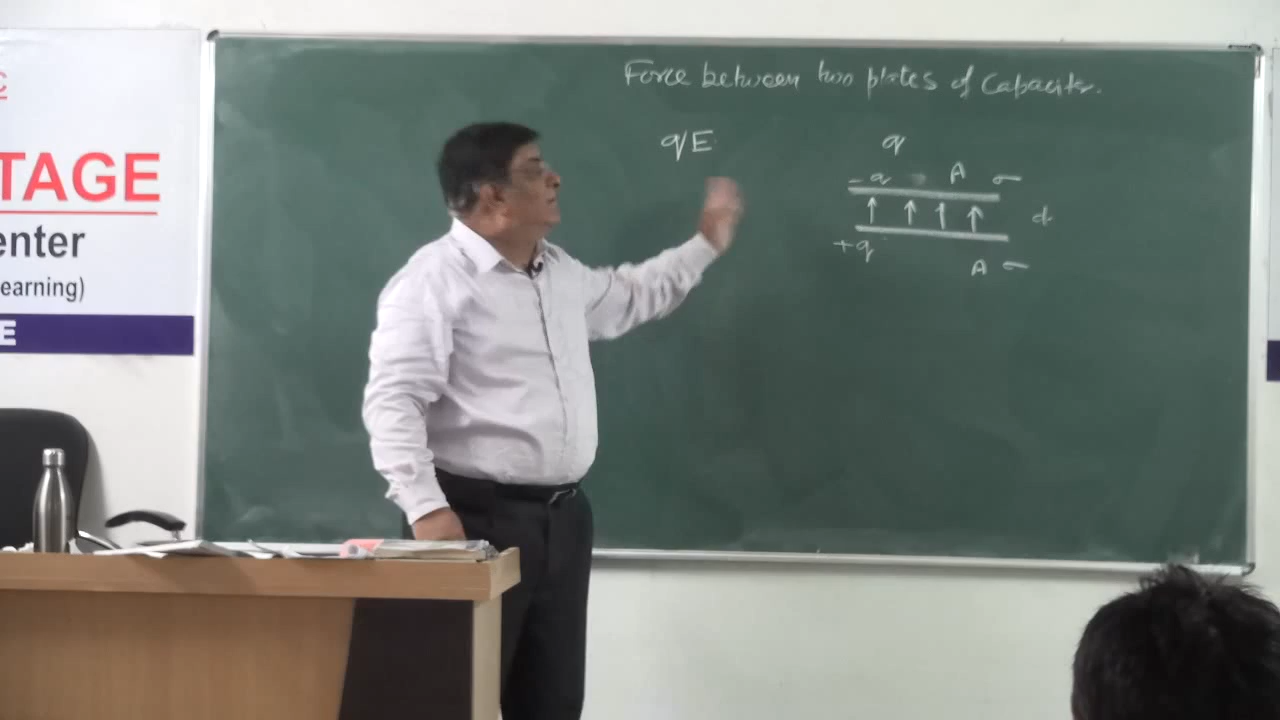 C
TAGE
enter
earning)
E
Force between two plates of Capacitor.
qE
q
- q A σ
d
+q
A σ